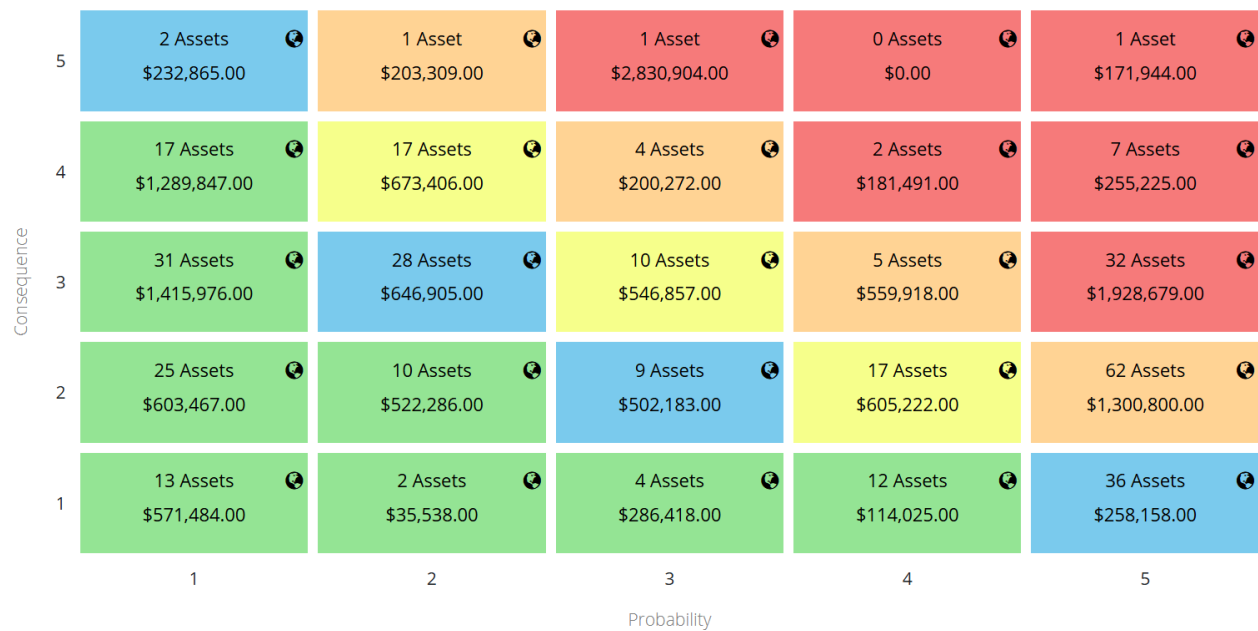 5
2 Assets
$232,865.00
1 Asset
$203,309.00
1 Asset
$2,830,904.00
0 Assets
$0.00
1 Asset
$171,944.00
4
17 Assets
$1,289,847.00
17 Assets
$673,406.00
4 Assets
$200,272.00
2 Assets
$181,491.00
7 Assets
$255,225.00
Consequence
3
31 Assets
$1,415,976.00
28 Assets
$646,905.00
10 Assets
$546,857.00
5 Assets
$559,918.00
32 Assets
$1,928,679.00
2
25 Assets
$603,467.00
10 Assets
$522,286.00
9 Assets
$502,183.00
17 Assets
$605,222.00
62 Assets
$1,300,800.00
1
13 Assets
$571,484.00
2 Assets
$35,538.00
4 Assets
$286,418.00
12 Assets
$114,025.00
36 Assets
$258,158.00
1
2
3
4
5
Probability